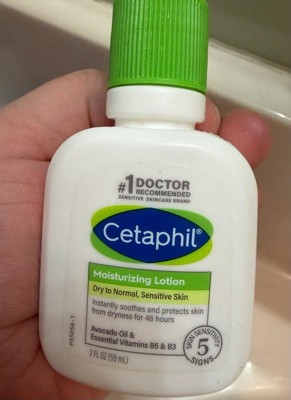 #1 DOCTOR
RECOMMENDED
SENSITIVE SKINCARE BRAND
Cetaphil®
Moisturizing Lotion
Dry to Normal, Sensitive Skin
Instantly soothes and protects skin
from dryness for 48 hours
Avocado Oil &
Essential Vitamins B5 & B3
2 FL OZ (59 mL)
SKIN SENSITIVITY
5
SIGNS
P53056-1